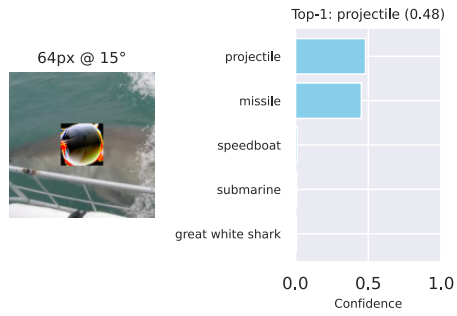 64px @ 15°
Top-1: projectile (0.48)
projectile
missile
speedboat
submarine
great white shark
0.0 0.5 1.0
Confidence